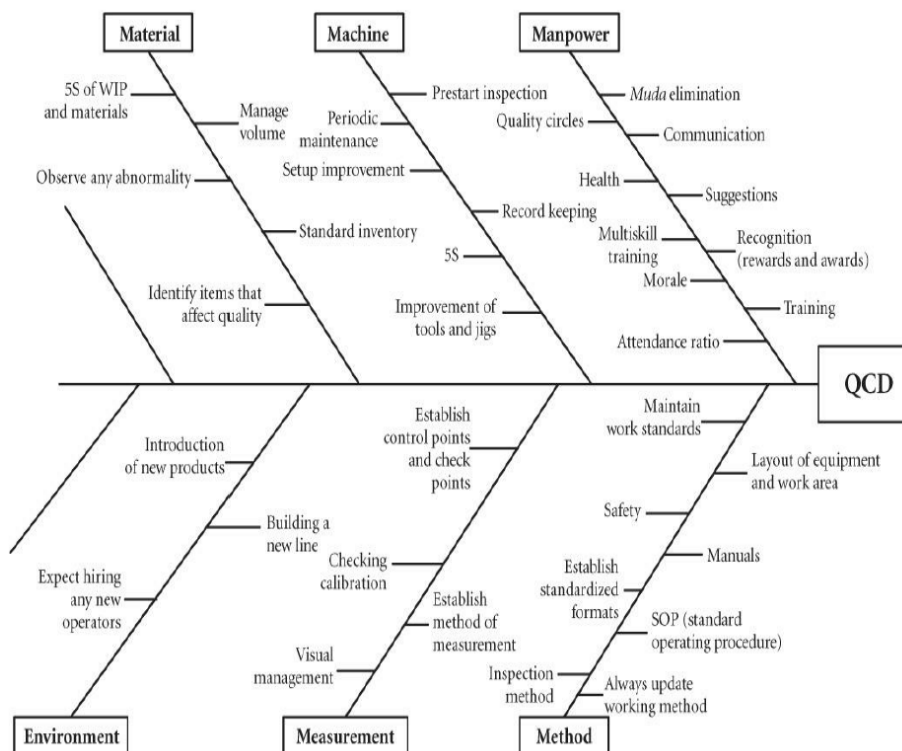 Material
Machine
Manpower
5S of WIP
and materials
Manage
volume
Observe any abnormality
Standard inventory
Identify items that
affect quality
Prestart inspection
Periodic
maintenance
Setup improvement
Record keeping
5S
Improvement of
tools and jigs
Muda elimination
Quality circles
Communication
Health
Suggestions
Multiskill
training
Recognition
(rewards and awards)
Morale
Training
Attendance ratio
QCD
Introduction
of new products
Building a
new line
Expect hiring
any new
operators
Establish
control points
and check
points
Checking
calibration
Establish
method of
measurement
Visual
management
Maintain
work standards
Layout of equipment
and work area
Safety
Manuals
Establish
standardized
formats
SOP (standard
operating procedure)
Inspection
method
Always update
working method
Environment
Measurement
Method